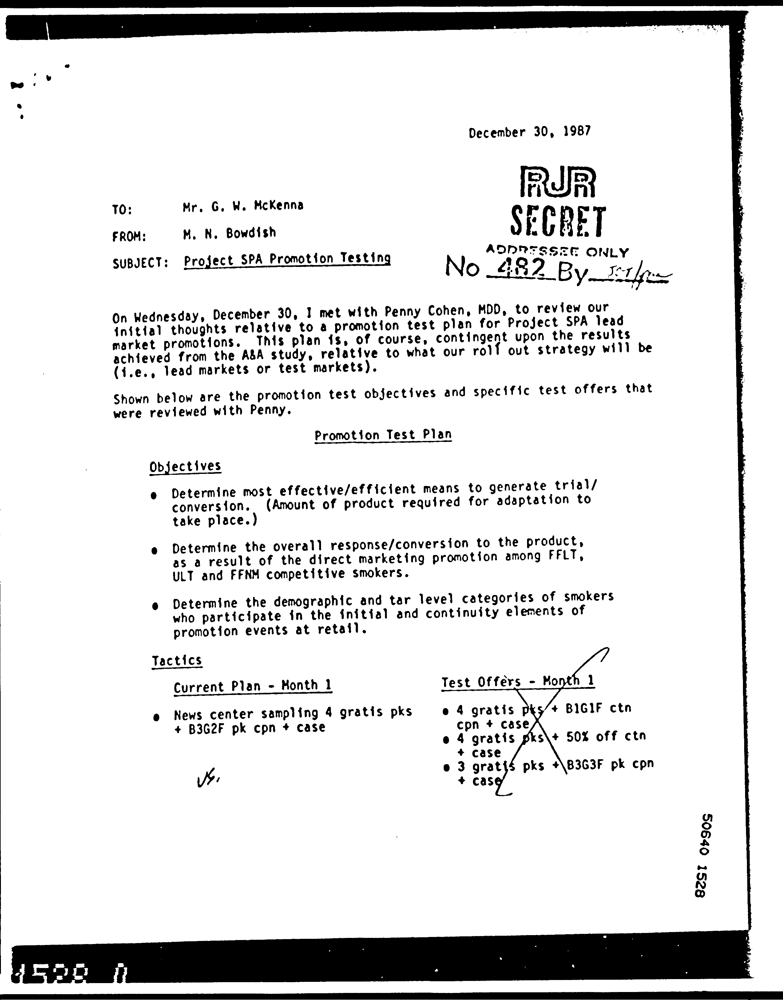 December 30, 1987
RJR
SECRET
ADDRESSEE ONLY
No 482 By
TO: Mr. G. W. McKenna
FROM: M. N. Bowdish
SUBJECT: Project SPA Promotion Testing
On Wednesday, December 30, I met with Penny Cohen, MDD, to review our
initial thoughts relative to a promotion test plan for Project SPA lead
market promotions. This plan is, of course, contingent upon the results
achieved from the A&A study, relative to what our roll out strategy will be
(i.e., lead markets or test markets).
Shown below are the promotion test objectives and specific test offers that
were reviewed with Penny.
Promotion Test Plan
Objectives
• Determine most effective/efficient means to generate trial/
conversion. (Amount of product required for adaptation to
take place.)
• Determine the overall response/conversion to the product,
as a result of the direct marketing promotion among FFLT,
ULT and FFNM competitive smokers.
• Determine the demographic and tar level categories of smokers
who participate in the initial and continuity elements of
promotion events at retail.
Tactics
Current Plan - Month 1
• News center sampling 4 gratis pks
+ B3G2F pk cpn + case
vs.
Test Offers - Month 1
• 4 gratis pks + B1G1F ctn
cpn + case
• 4 gratis pks + 50% off ctn
+ case
• 3 gratis pks + B3G3F pk cpn
+ case
50640 1528